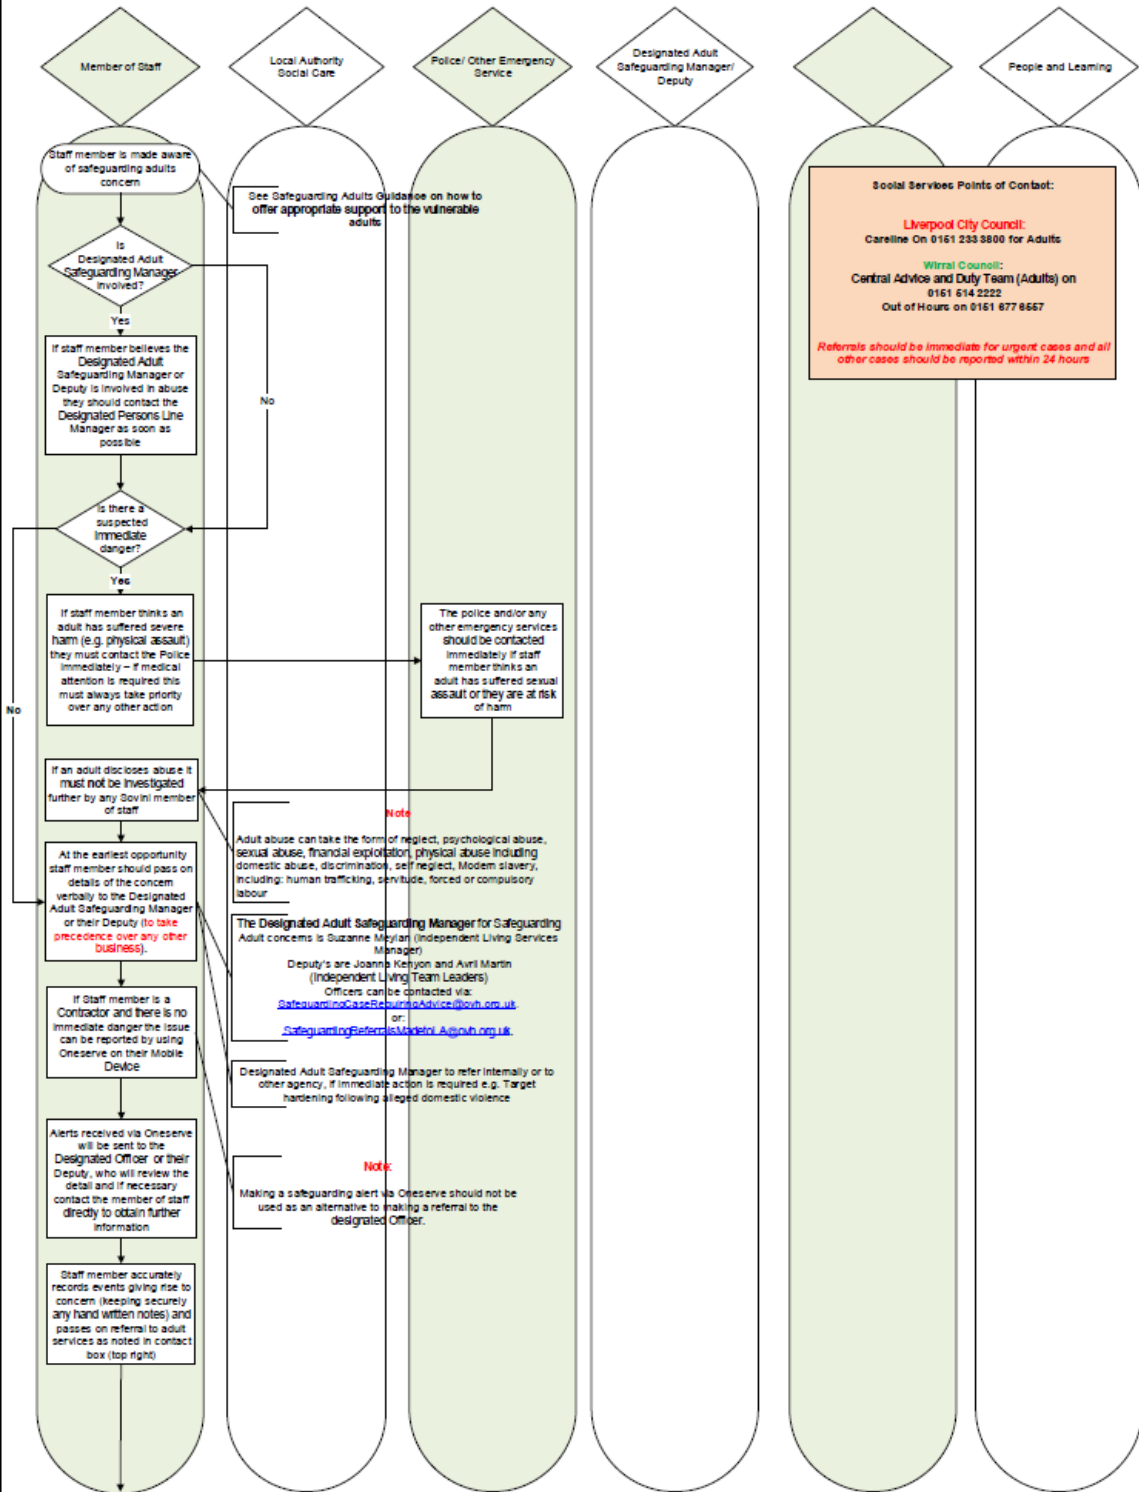 Member of Staff
Local Authority
Social Care
Police/ Other Emergency
Service
Designated Adult
Safeguarding Manager/
Deputy
People and Learning
Staff member is made aware
of safeguarding adults
concern
See Safeguarding Adults Guidance on how to
offer appropriate support to the vulnerable
adults
Social Services Points of Contact:
Liverpool City Council:
Careline On 0151 233 3800 for Adults
Wirral Council:
Central Advice and Duty Team (Adults) on
0151 514 2222
Out of Hours on 0151 677 6557
Referrals should be immediate for urgent cases and all
other cases should be reported within 24 hours
Is
Designated Adult
Safeguarding Manager
involved?
Yes
No
If staff member believes the
Designated Adult
Safeguarding Manager or
Deputy is involved in abuse
they should contact the
Designated Persons Line
Manager as soon as
possible
Is there a
suspected
immediate
danger?
Yes
No
If staff member thinks an
adult has suffered severe
harm (e.g. physical assault)
they must contact the Police
immediately – if medical
attention is required this
must always take priority
over any other action
The police and/or any
other emergency services
should be contacted
immediately if staff
member thinks an
adult has suffered sexual
assault or they are at risk
of harm
If an adult discloses abuse it
must not be investigated
further by any Sovini member
of staff
Note
Adult abuse can take the form of neglect, psychological abuse,
sexual abuse, financial exploitation, physical abuse including
domestic abuse, discrimination, self neglect, Modern slavery,
including: human trafficking, servitude, forced or compulsory
labour
At the earliest opportunity
staff member should pass on
details of the concern
verbally to the Designated
Adult Safeguarding Manager
or their Deputy (to take
precedence over any other
business).
The Designated Adult Safeguarding Manager for Safeguarding
Adult concerns is Suzanne Meylan (Independent Living Services
Manager)
Deputy's are Joanna Kenyon and Avril Martin
(Independent Living Team Leaders)
Officers can be contacted via:
SafeguardingCaseRequiringAdvice@ovh.org.uk.
or:
SafeguardingReferralsMadetoLA@ovh.org.uk.
If Staff member is a
Contractor and there is no
immediate danger the issue
can be reported by using
Oneserve on their Mobile
Device
Designated Adult Safeguarding Manager to refer internally or to
other agency, if immediate action is required e.g. Target
hardening following alleged domestic violence
Alerts received via Oneserve
will be sent to the
Designated Officer or their
Deputy, who will review the
detail and if necessary
contact the member of staff
directly to obtain further
information
Note:
Making a safeguarding alert via Oneserve should not be
used as an alternative to making a referral to the
designated Officer.
Staff member accurately
records events giving rise to
concern (keeping securely
any hand written notes) and
passes on referral to adult
services as noted in contact
box (top right)